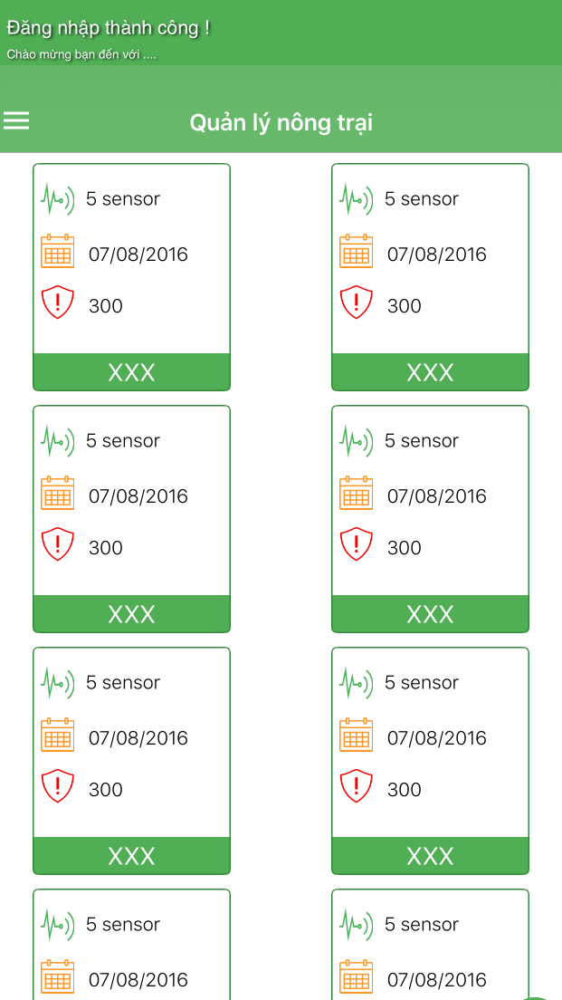 Đăng nhập thành công !
Chào mừng bạn đến với ....
Quản lý nông trại
5 sensor
07/08/2016
300
XXX
5 sensor
07/08/2016
300
XXX
5 sensor
07/08/2016
300
XXX
5 sensor
07/08/2016
300
XXX
5 sensor
07/08/2016
300
XXX
5 sensor
07/08/2016
300
XXX
5 sensor
07/08/2016
5 sensor
07/08/2016